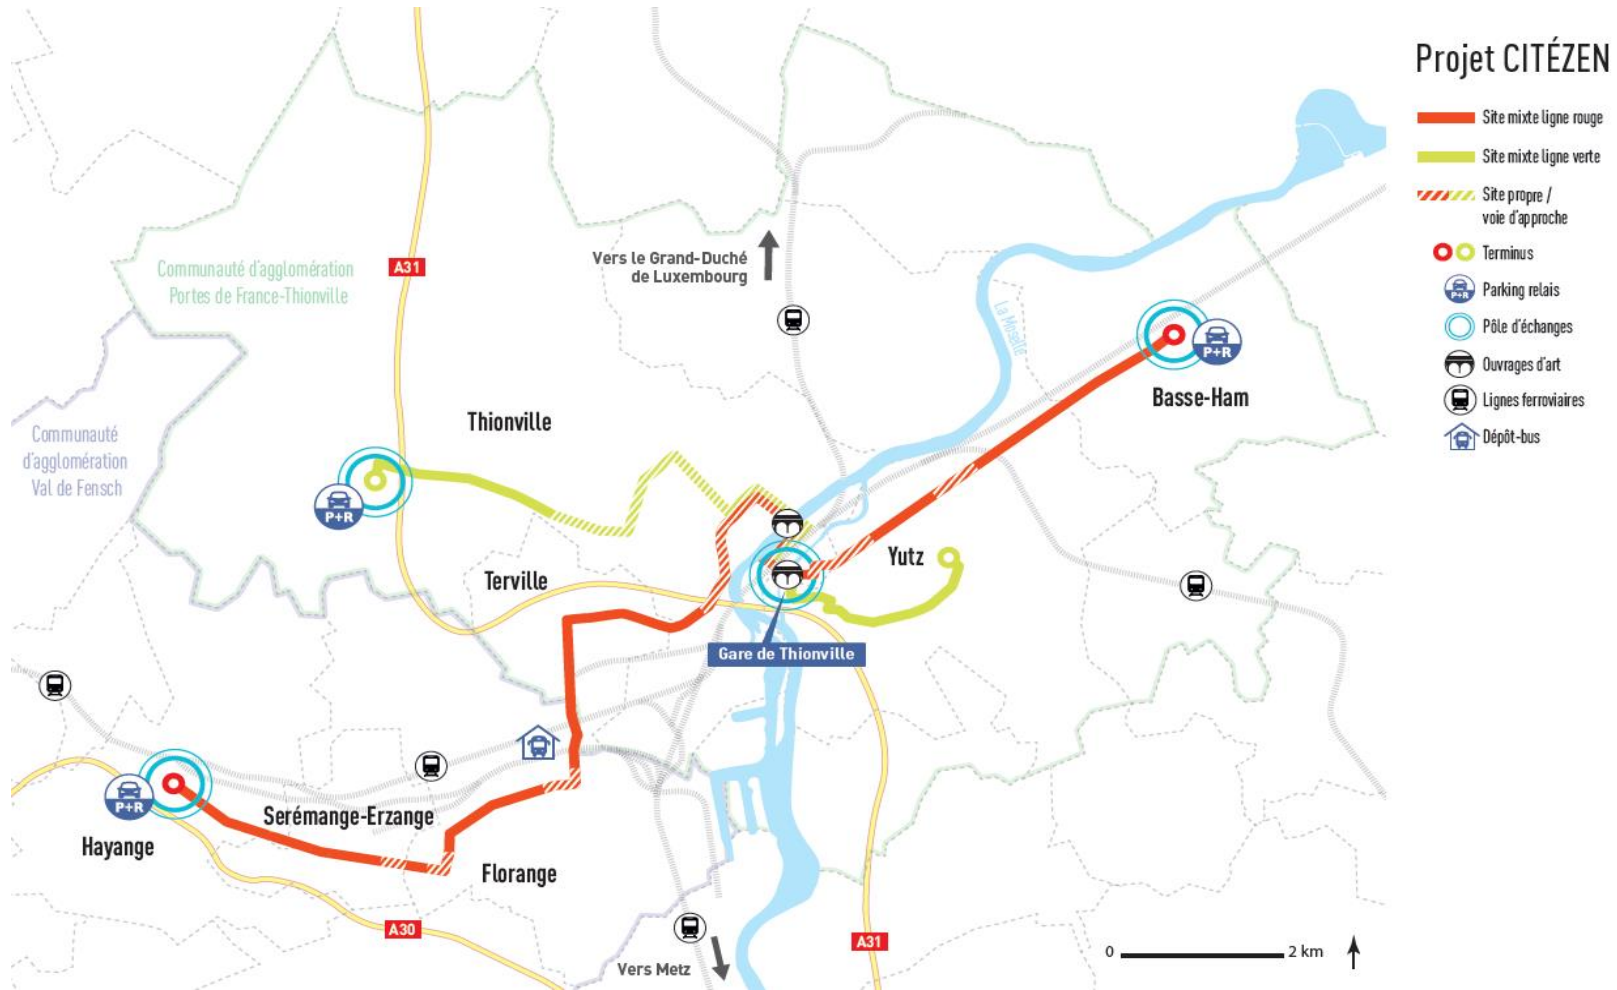 Projet CITÉZEN
Site mixte ligne rouge
Site mixte ligne verte
Site propre /
voie d'approche
Terminus
P+R
Parking relais
Pôle d'échanges
Ouvrages d'art
Lignes ferroviaires
Dépôt-bus
Vers le Grand-Duché
de Luxembourg
Communauté d'agglomération
Portes de France-Thionville
A31
La Moselle
P+R
Basse-Ham
Thionville
Communauté
d'agglomération
Val de Fensch
P+R
Yutz
Terville
Gare de Thionville
P+R
Serémange-Erzange
Hayange
Florange
A30
A31
Vers Metz
0
2 km